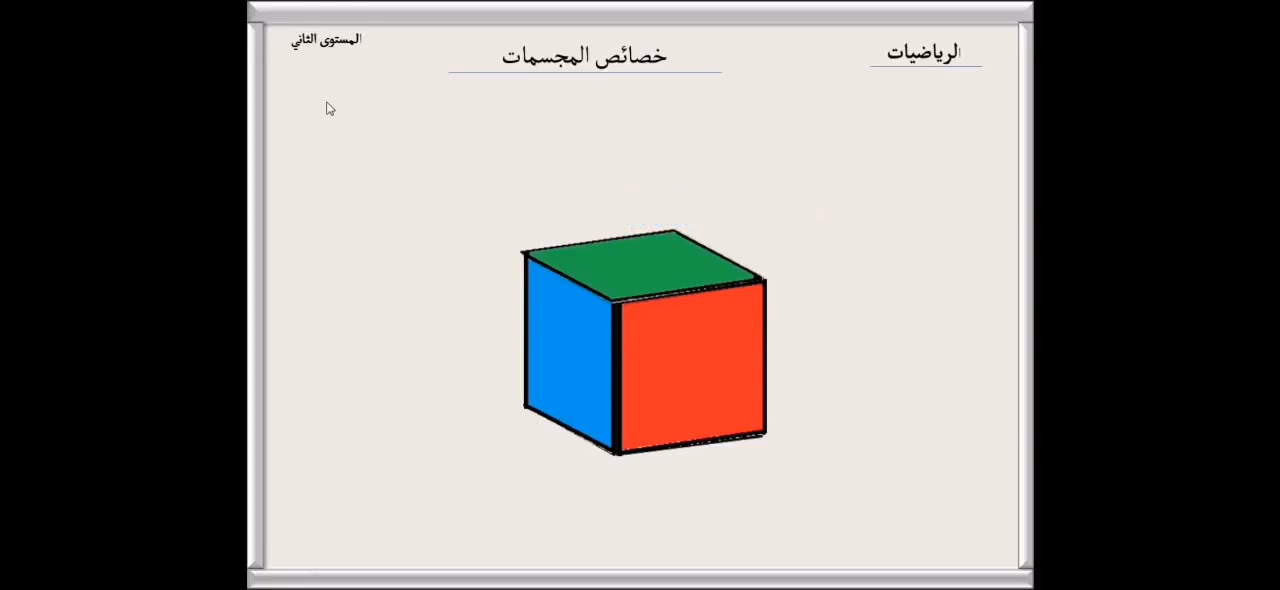 الرياضيات
خصائص المجسمات
المستوى الثاني